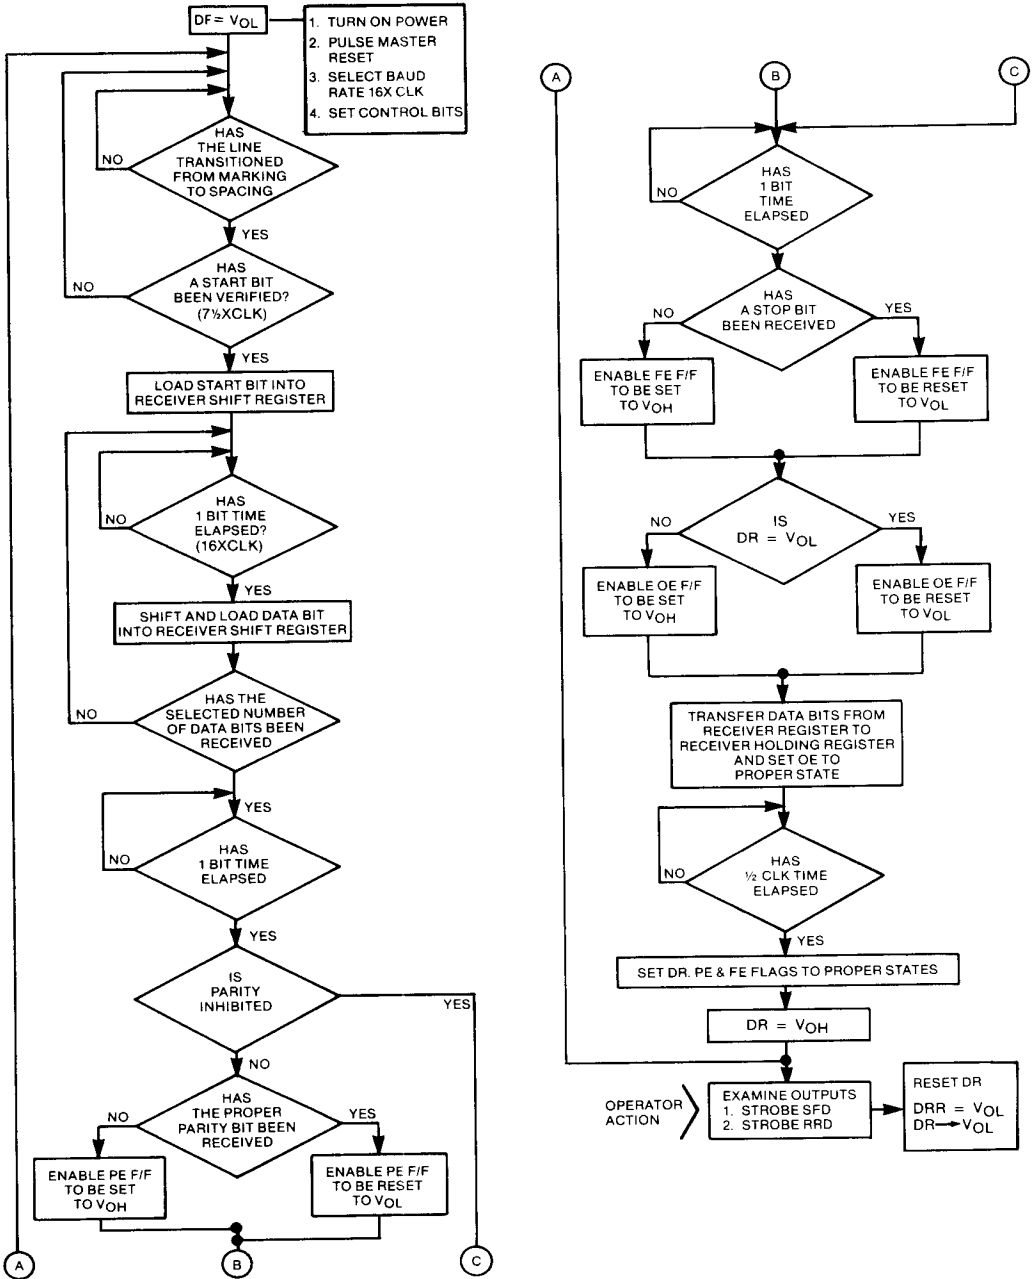 DF = VOL
1. TURN ON POWER
2. PULSE MASTER
RESET
3. SELECT BAUD
RATE 16X CLK
4. SET CONTROL BITS
HAS
THE LINE
TRANSITIONED
FROM MARKING
TO SPACING
NO
YES
HAS
A START BIT
BEEN VERIFIED?
(7½XCLK)
NO
YES
LOAD START BIT INTO
RECEIVER SHIFT REGISTER
HAS
1 BIT TIME
ELAPSED?
(16XCLK)
NO
YES
SHIFT AND LOAD DATA BIT
INTO RECEIVER SHIFT REGISTER
HAS THE
SELECTED NUMBER
OF DATA BITS BEEN
RECEIVED
NO
YES
HAS
1 BIT TIME
ELAPSED
NO
YES
IS
PARITY
INHIBITED
YES
NO
HAS
THE PROPER
PARITY BIT BEEN
RECEIVED
NO
YES
ENABLE PE F/F
TO BE SET
TO VOH
ENABLE PE F/F
TO BE RESET
TO VOL
A
B
C
A
B
C
HAS
1 BIT
TIME
ELAPSED
NO
HAS
A STOP BIT
BEEN RECEIVED
NO
YES
ENABLE FE F/F
TO BE SET
TO VOH
ENABLE FE F/F
TO BE RESET
TO VOL
IS
DR = VOL
NO
YES
ENABLE OE F/F
TO BE SET
TO VOH
ENABLE OE F/F
TO BE RESET
TO VOL
TRANSFER DATA BITS FROM
RECEIVER REGISTER TO
RECEIVER HOLDING REGISTER
AND SET OE TO
PROPER STATE
HAS
½ CLK TIME
ELAPSED
NO
YES
SET DR. PE & FE FLAGS TO PROPER STATES
DR = VOH
OPERATOR
ACTION
EXAMINE OUTPUTS
1. STROBE SFD
2. STROBE RRD
RESET DR
DRR = VOL
DR→VOL